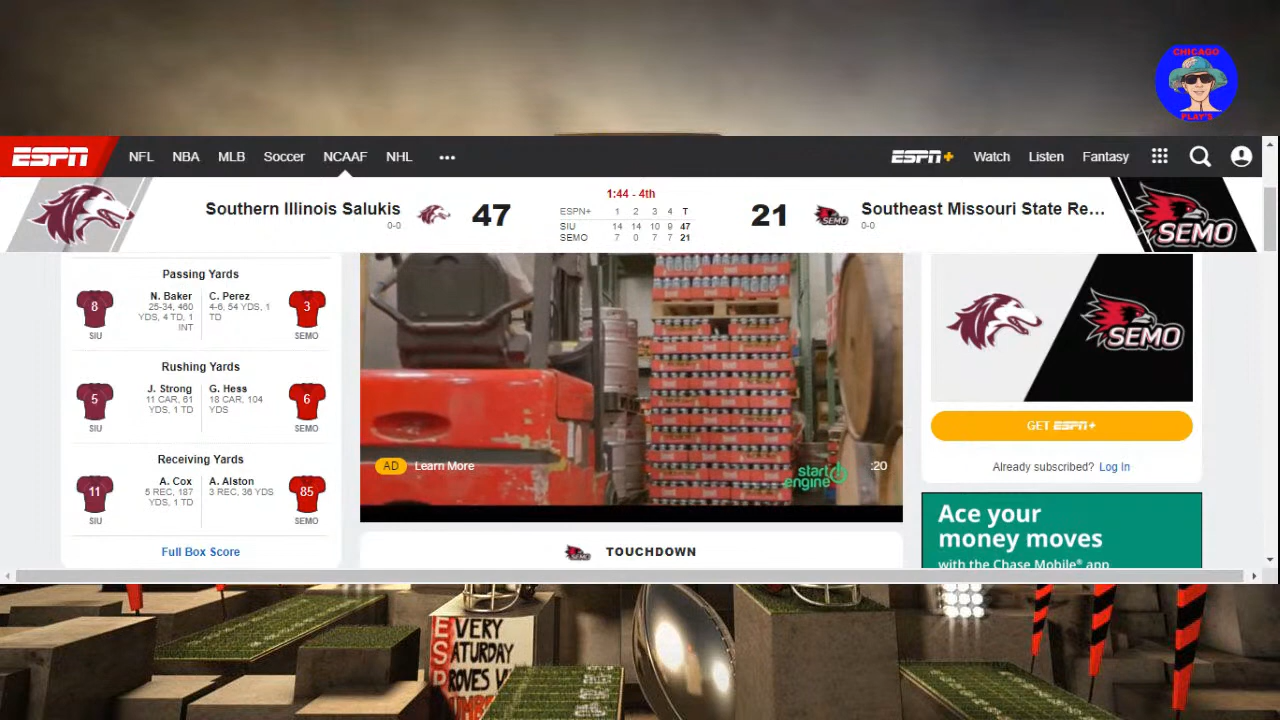 CHICAGO
PLAY'S
ESPN NFL NBA MLB Soccer NCAAF NHL ••• ESPN+ Watch Listen Fantasy
Southern Illinois Salukis
0-0
47
1:44 - 4th
ESPN+ 1 2 3 4 T
SIU 14 14 10 9 47
SEMO 7 0 7 7 21
21
Southeast Missouri State Re...
0-0
SEMO
Passing Yards
8
SIU
N. Baker
25-34, 460
YDS, 4 TD, 1
INT
C. Perez
4-6, 54 YDS, 1
TD
3
SEMO
Rushing Yards
5
SIU
J. Strong
11 CAR, 61
YDS, 1 TD
G. Hess
18 CAR, 104
YDS
6
SEMO
Receiving Yards
11
SIU
A. Cox
5 REC, 187
YDS, 1 TD
A. Alston
3 REC, 36 YDS
85
SEMO
Full Box Score
AD Learn More
start
engine
:20
TOUCHDOWN
SEMO
GET ESPN+
Already subscribed? Log In
Ace your
money moves
with the Chase Mobile® app
EVERY
SATURDAY
PROVES